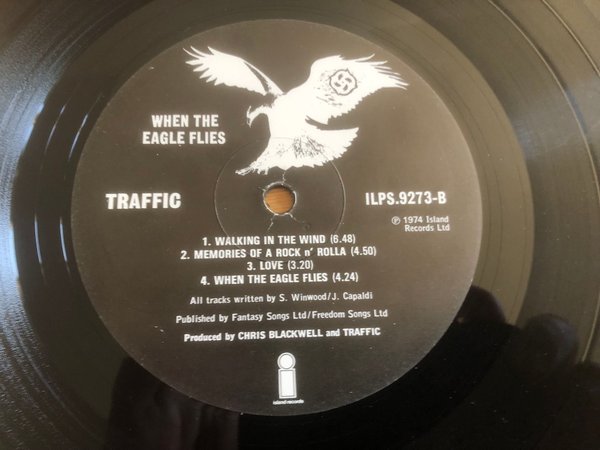 WHEN THE
EAGLE FLIES
TRAFFIC
ILPS.9273-B
℗ 1974 Island
Records Ltd
1. WALKING IN THE WIND (6.48)
2. MEMORIES OF A ROCK n' ROLLA (4.50)
3. LOVE (3.20)
4. WHEN THE EAGLE FLIES (4.24)
All tracks written by S. Winwood/J. Capaldi
Published by Fantasy Songs Ltd/Freedom Songs Ltd
Produced by CHRIS BLACKWELL and TRAFFIC
island records